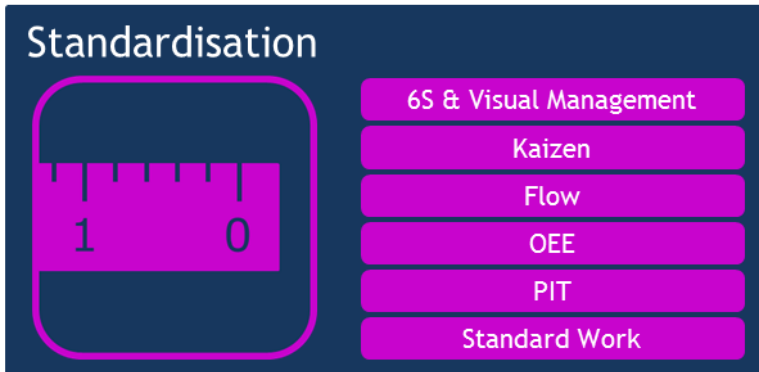 Standardisation
1 0
6S & Visual Management
Kaizen
Flow
OEE
PIT
Standard Work